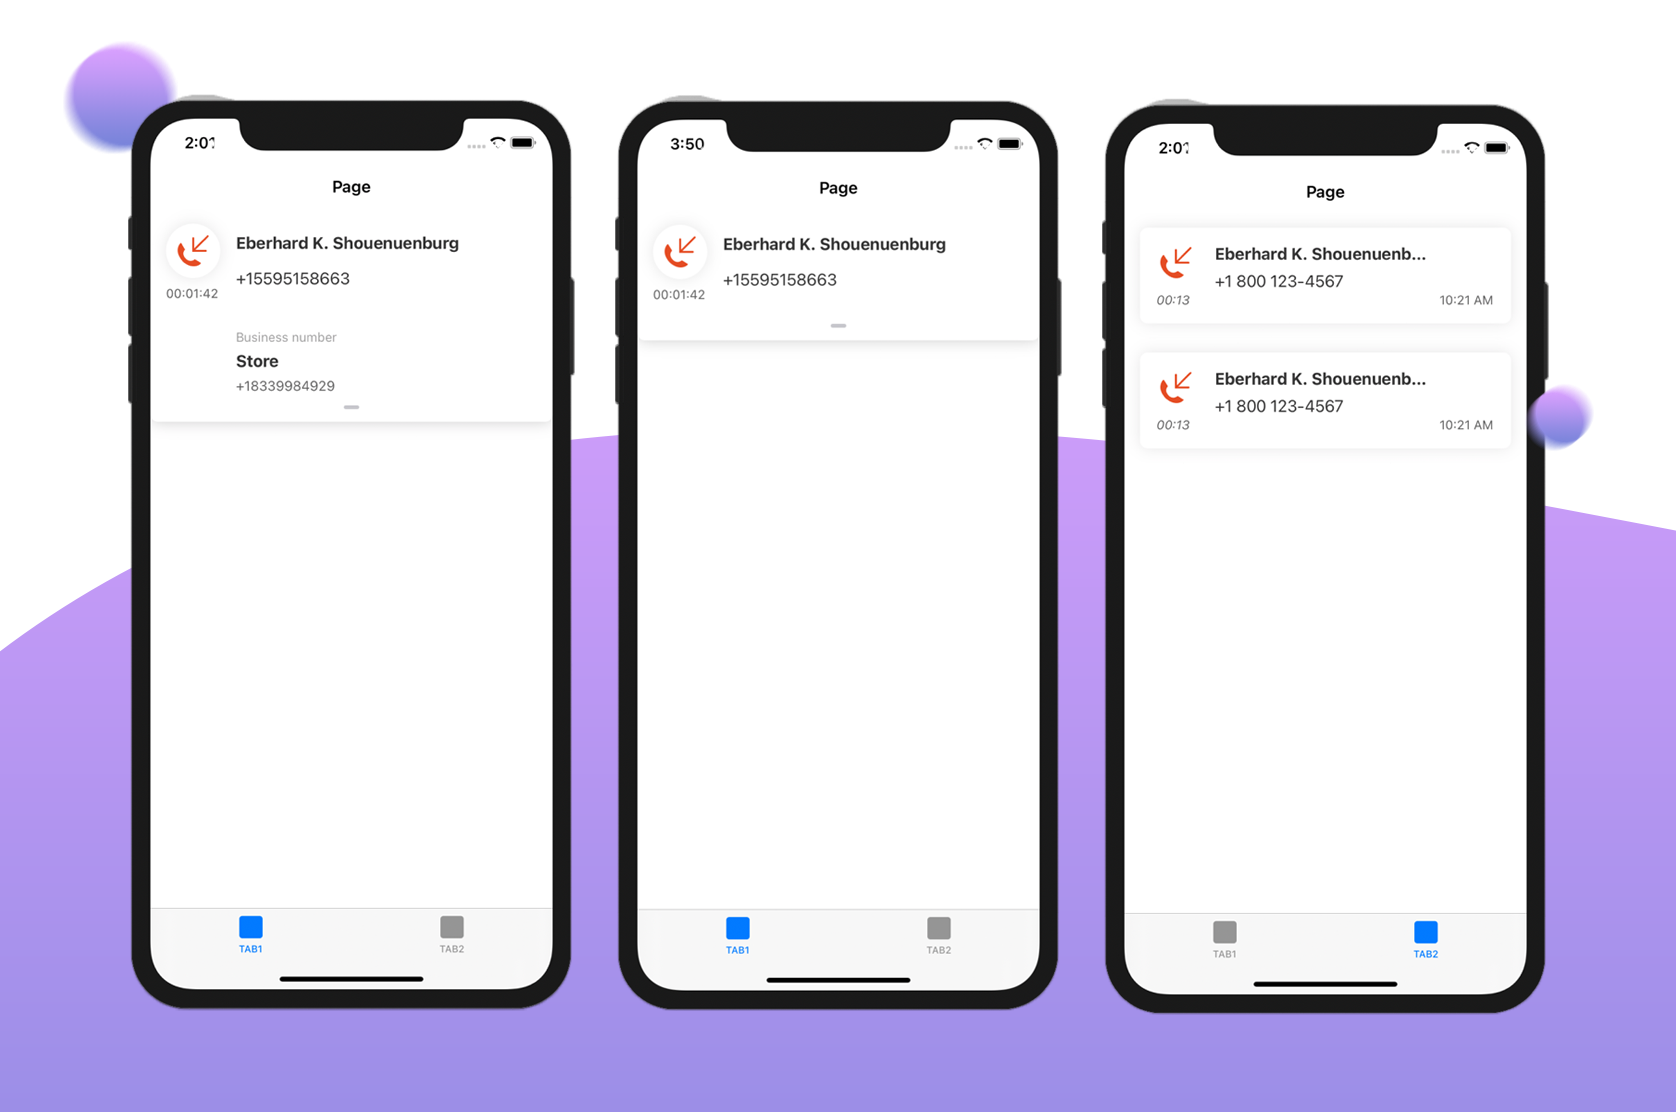 2:01
Page
Eberhard K. Shouenuenburg
+15595158663
00:01:42
Business number
Store
+18339984929
TAB1
TAB2
3:50
Page
Eberhard K. Shouenuenburg
+15595158663
00:01:42
TAB1
TAB2
2:01
Page
Eberhard K. Shouenuenb...
+1 800 123-4567
00:13
10:21 AM
Eberhard K. Shouenuenb...
+1 800 123-4567
00:13
10:21 AM
TAB1
TAB2